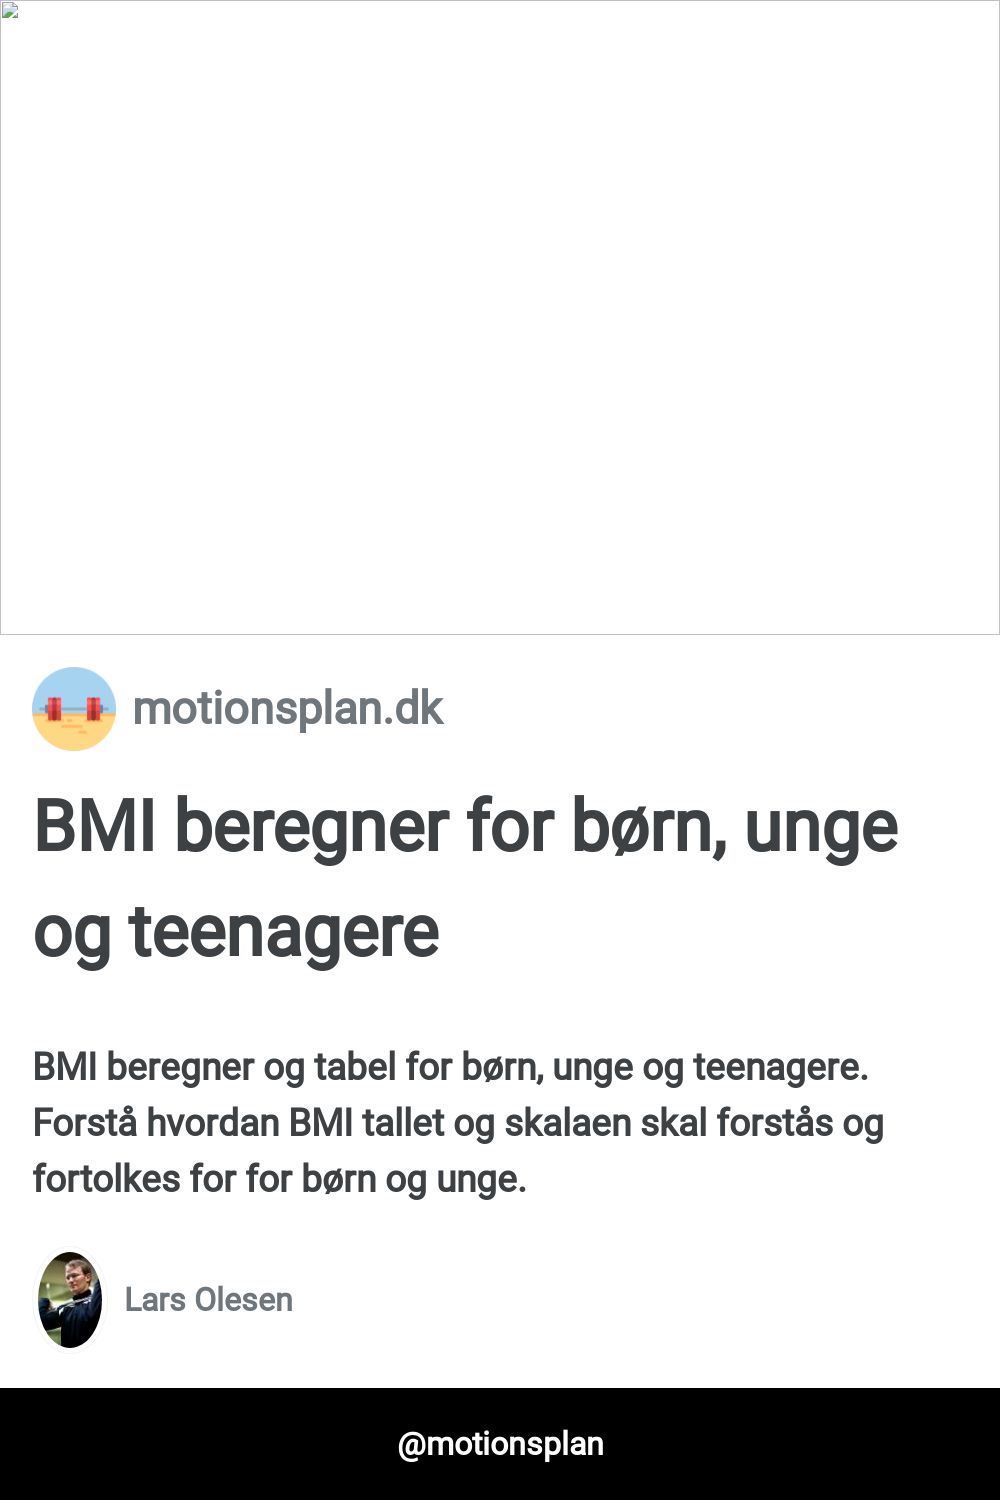 motionsplan.dk
BMI beregner for børn, unge
og teenagere
BMI beregner og tabel for børn, unge og teenagere.
Forstå hvordan BMI tallet og skalaen skal forstås og
fortolkes for for børn og unge.
Lars Olesen
@motionsplan